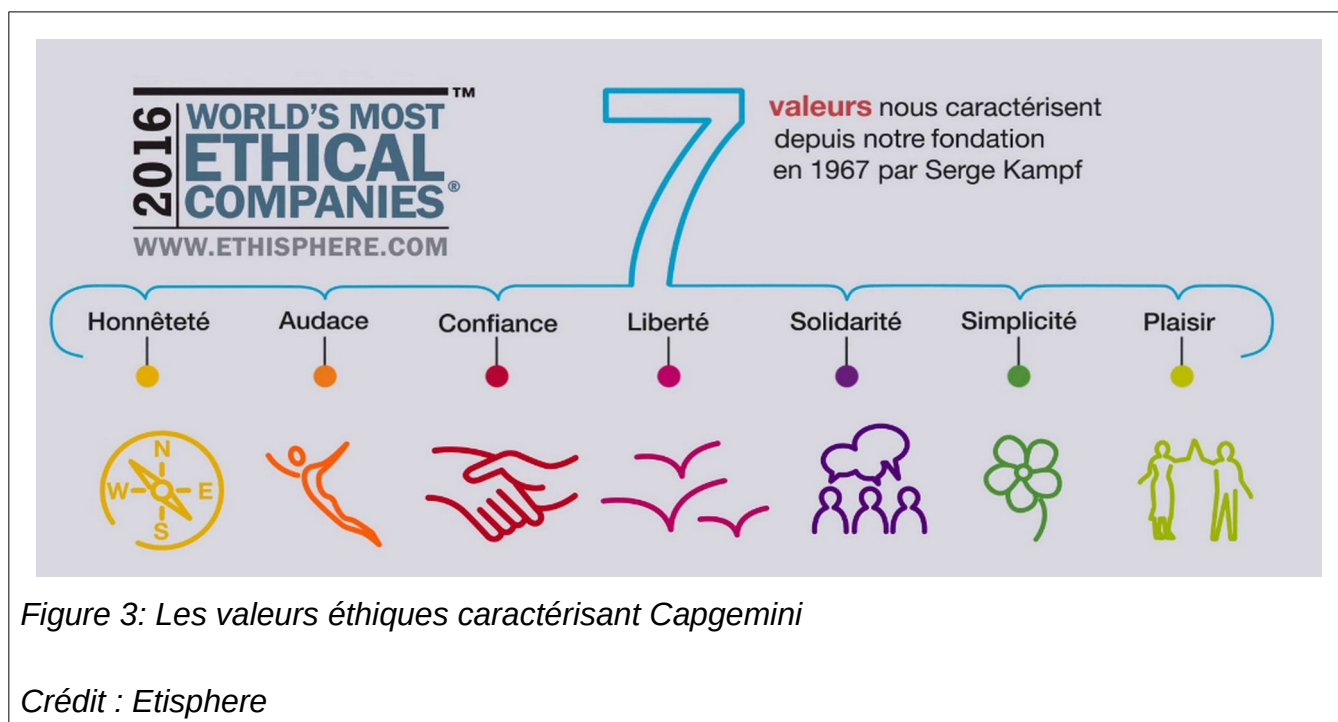 2016
WORLD'S MOST
ETHICAL
COMPANIES®
™
WWW.ETHISPHERE.COM
7
valeurs nous caractérisent
depuis notre fondation
en 1967 par Serge Kampf
Honnêteté
Audace
Confiance
Liberté
Solidarité
Simplicité
Plaisir
N
W
E
S
Figure 3: Les valeurs éthiques caractérisant Capgemini
Crédit : Etisphere